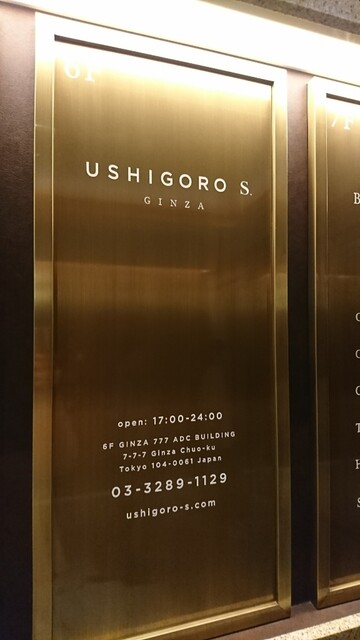 6F
USHIGORO S.
GINZA
open: 17:00-24:00
6F GINZA 777 ADC BUILDING
7-7-7 Ginza Chuo-ku
Tokyo 104-0061 Japan
03-3289-1129
ushigoro-s.com
7F